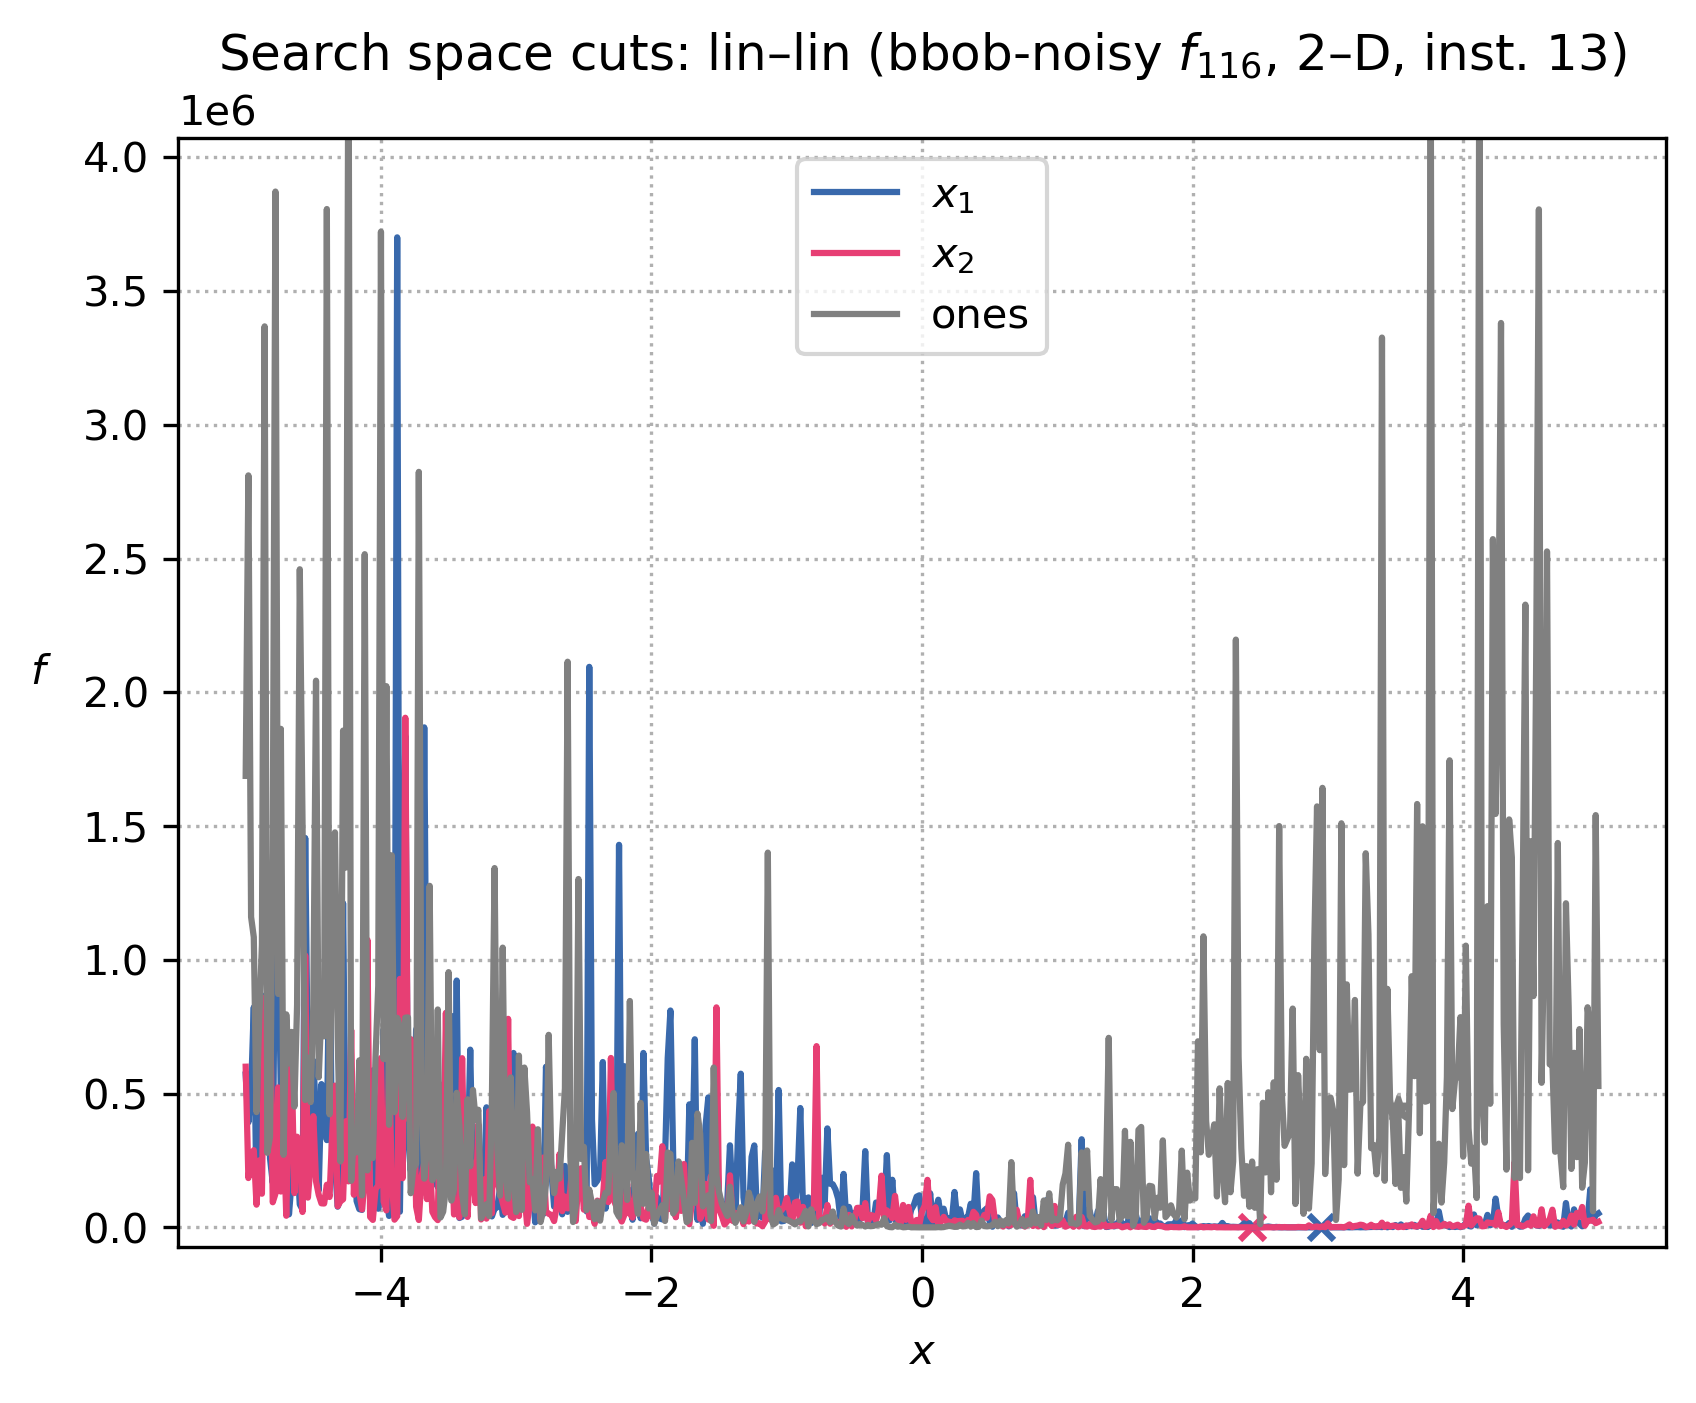 Search space cuts: lin–lin (bbob-noisy f₁₁₆, 2–D, inst. 13)
1e6
4.0
3.5
3.0
2.5
2.0
1.5
1.0
0.5
0.0
f
x₁
x₂
ones
−4
−2
0
2
4
x